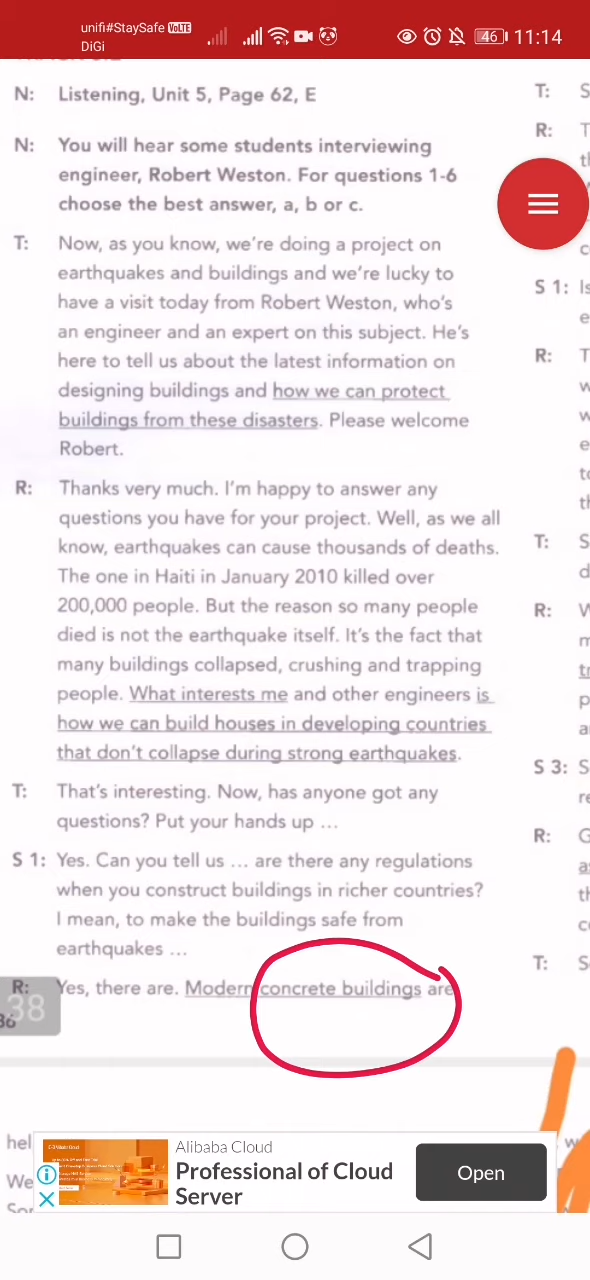 unifi#StaySafe VoLTE
DiGi
46 11:14
N: Listening, Unit 5, Page 62, E
N: You will hear some students interviewing
engineer, Robert Weston. For questions 1-6
choose the best answer, a, b or c.
T: Now, as you know, we're doing a project on
earthquakes and buildings and we're lucky to
have a visit today from Robert Weston, who's
an engineer and an expert on this subject. He's
here to tell us about the latest information on
designing buildings and how we can protect
buildings from these disasters. Please welcome
Robert.
R: Thanks very much. I'm happy to answer any
questions you have for your project. Well, as we all
know, earthquakes can cause thousands of deaths.
The one in Haiti in January 2010 killed over
200,000 people. But the reason so many people
died is not the earthquake itself. It's the fact that
many buildings collapsed, crushing and trapping
people. What interests me and other engineers is
how we can build houses in developing countries
that don't collapse during strong earthquakes.
T: That's interesting. Now, has anyone got any
questions? Put your hands up ...
S 1: Yes. Can you tell us ... are there any regulations
when you construct buildings in richer countries?
I mean, to make the buildings safe from
earthquakes ...
R: Yes, there are. Modern concrete buildings are
38
T: S
R: T
S 1: Is
R: T
T: S
R: W
S 3: S
R: G
T: S
hel
We
Alibaba Cloud
Professional of Cloud
Server
Open